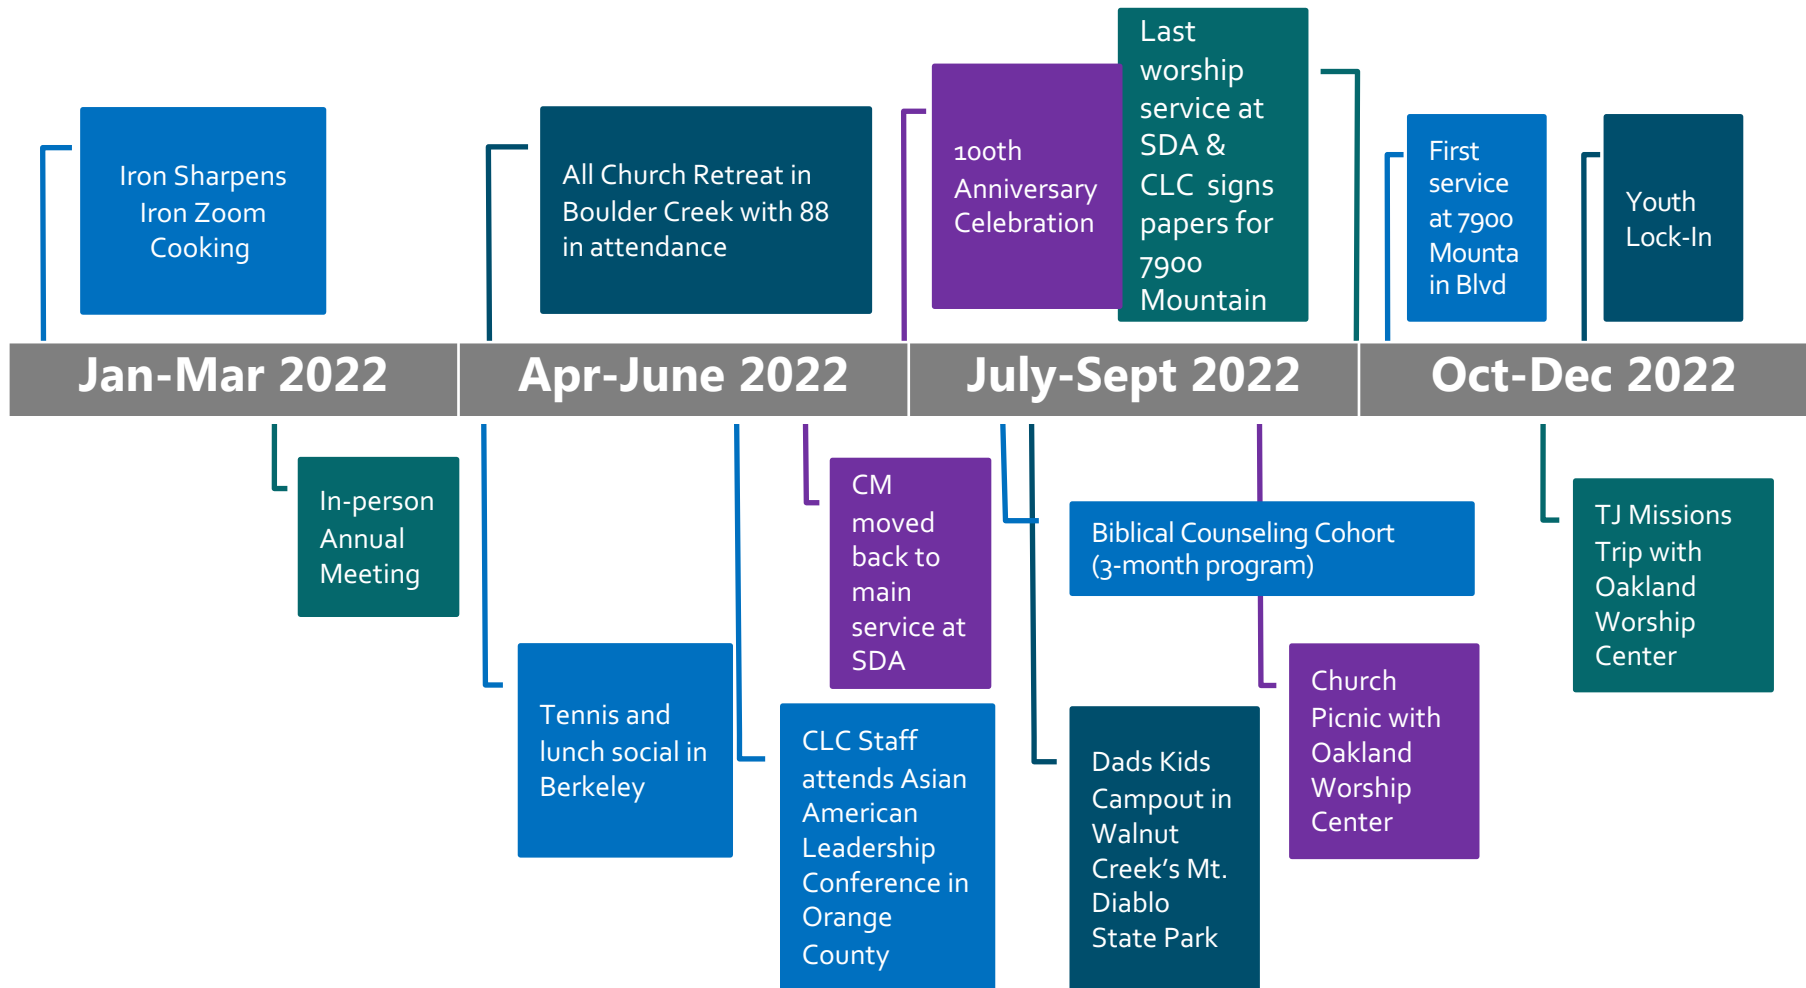 Iron Sharpens
Iron Zoom
Cooking
All Church Retreat in
Boulder Creek with 88
in attendance
100th
Anniversary
Celebration
Last
worship
service at
SDA &
CLC signs
papers for
7900
Mountain
First
service
at 7900
Mounta
in Blvd
Youth
Lock-In
Jan-Mar 2022
Apr-June 2022
July-Sept 2022
Oct-Dec 2022
In-person
Annual
Meeting
Tennis and
lunch social in
Berkeley
CM
moved
back to
main
service at
SDA
CLC Staff
attends Asian
American
Leadership
Conference in
Orange
County
Biblical Counseling Cohort
(3-month program)
Dads Kids
Campout in
Walnut
Creek’s Mt.
Diablo
State Park
Church
Picnic with
Oakland
Worship
Center
TJ Missions
Trip with
Oakland
Worship
Center